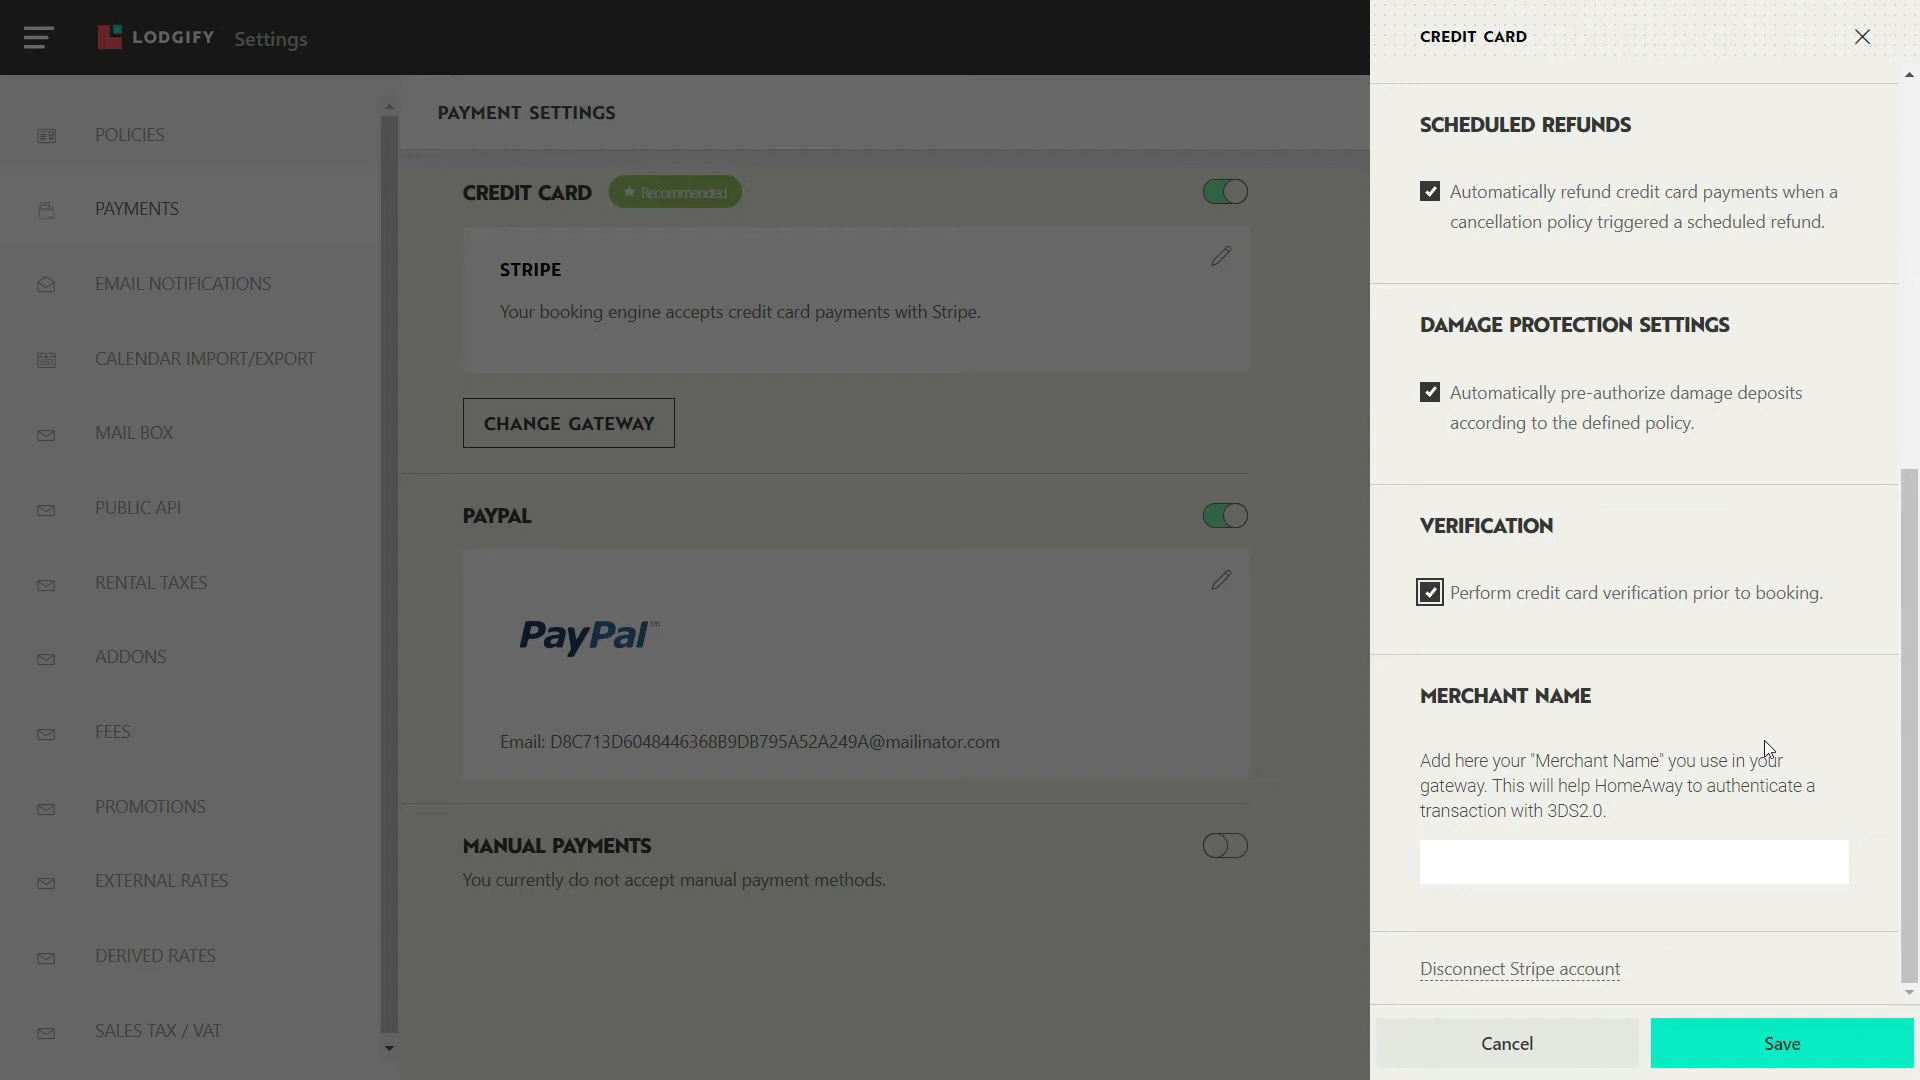 LODGIFY Settings
POLICIES
PAYMENTS
EMAIL NOTIFICATIONS
CALENDAR IMPORT/EXPORT
MAIL BOX
PUBLIC API
RENTAL TAXES
ADDONS
FEES
PROMOTIONS
EXTERNAL RATES
DERIVED RATES
SALES TAX / VAT
PAYMENT SETTINGS
CREDIT CARD Recommended
STRIPE
Your booking engine accepts credit card payments with Stripe.
CHANGE GATEWAY
PAYPAL
PayPal™
Email: D8C713D6048446368B9DB795A52A249A@mailinator.com
MANUAL PAYMENTS
You currently do not accept manual payment methods.
CREDIT CARD
SCHEDULED REFUNDS
Automatically refund credit card payments when a
cancellation policy triggered a scheduled refund.
DAMAGE PROTECTION SETTINGS
Automatically pre-authorize damage deposits
according to the defined policy.
VERIFICATION
Perform credit card verification prior to booking.
MERCHANT NAME
Add here your "Merchant Name" you use in your
gateway. This will help HomeAway to authenticate a
transaction with 3DS2.0.
Disconnect Stripe account
Cancel
Save